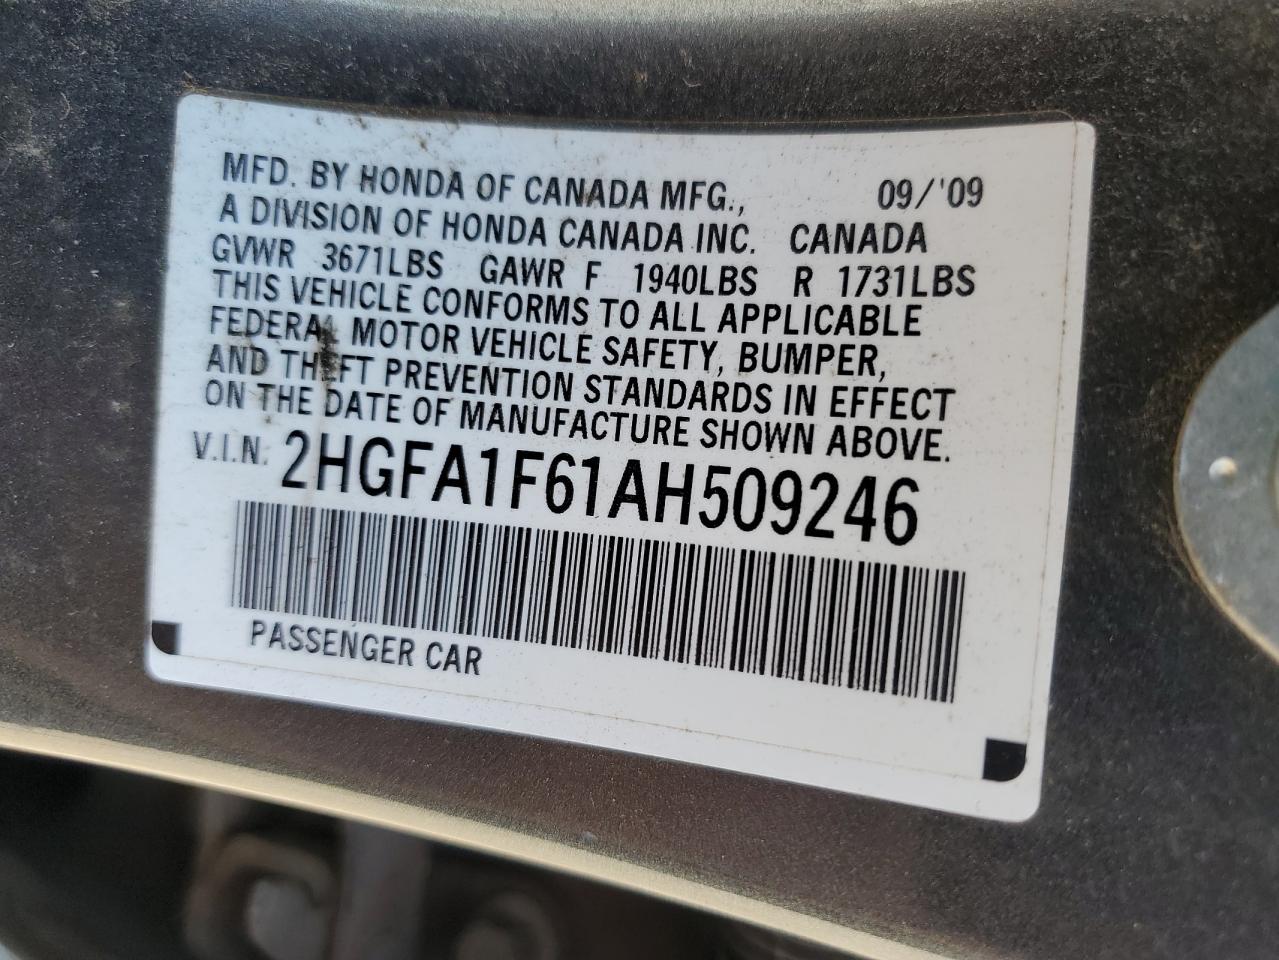 MFD. BY HONDA OF CANADA MFG., 09/'09
A DIVISION OF HONDA CANADA INC. CANADA
GVWR 3671LBS GAWR F 1940LBS R 1731LBS
THIS VEHICLE CONFORMS TO ALL APPLICABLE
FEDERAL MOTOR VEHICLE SAFETY, BUMPER,
AND THEFT PREVENTION STANDARDS IN EFFECT
ON THE DATE OF MANUFACTURE SHOWN ABOVE.
V.I.N: 2HGFA1F61AH509246
PASSENGER CAR